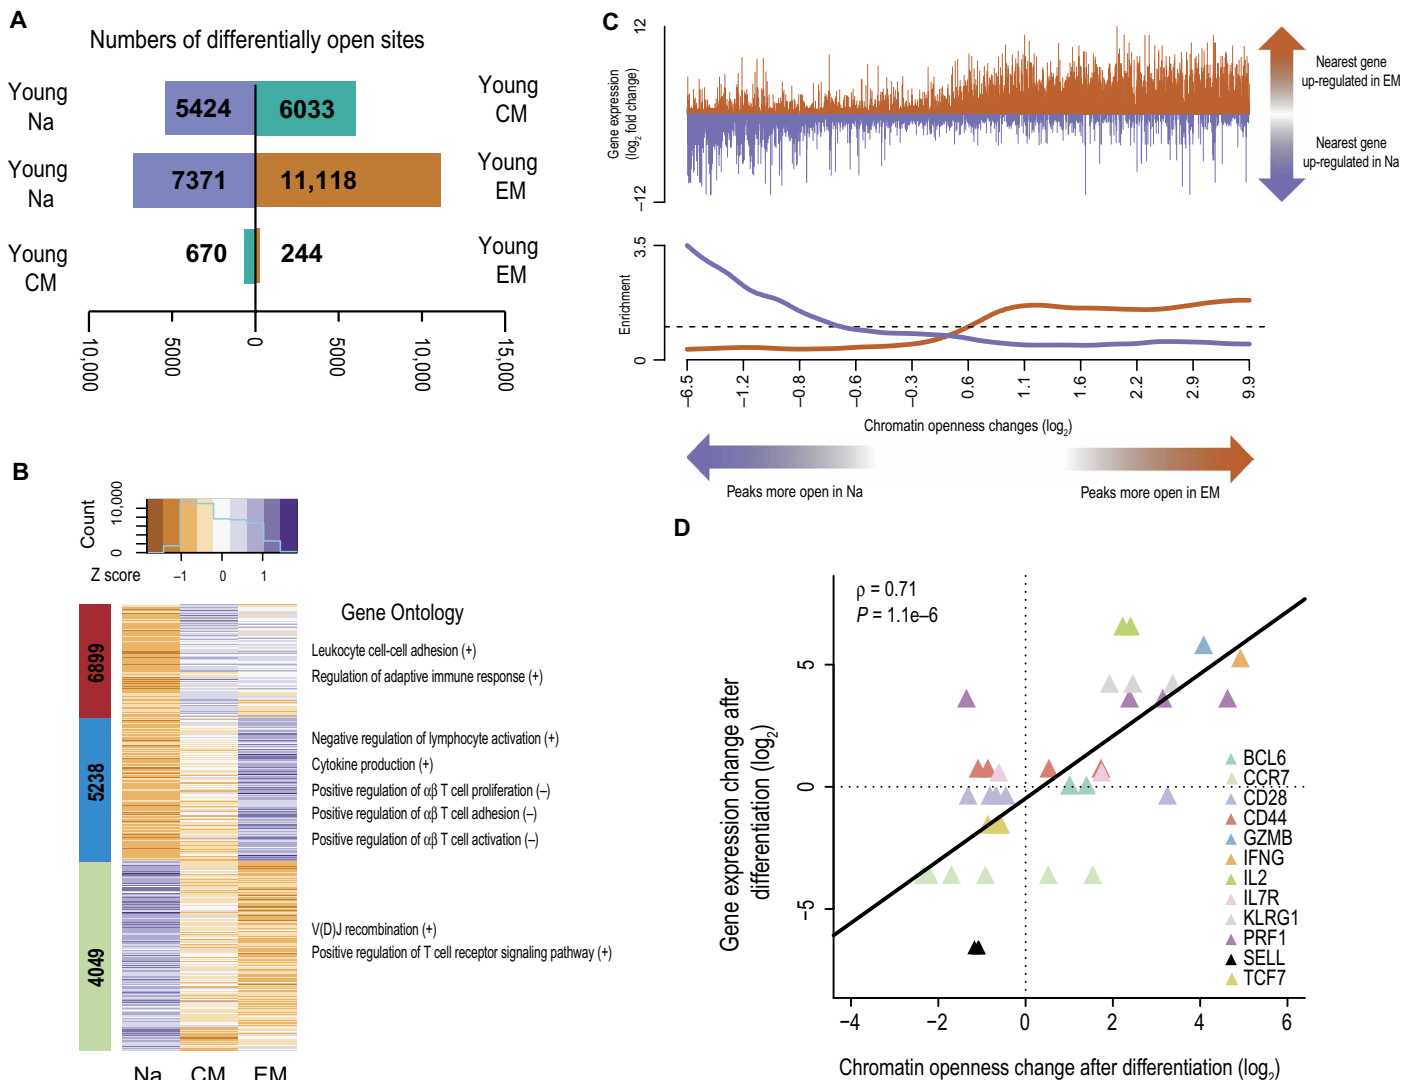 A
Numbers of differentially open sites
Young
Na
5424
6033
Young
CM
Young
Na
7371
11,118
Young
EM
Young
CM
670
244
Young
EM
10,000
5000
0
5000
10,000
15,000
B
Count
10,000
0
Z score
−1
0
1
Gene Ontology
6899
Leukocyte cell-cell adhesion (+)
Regulation of adaptive immune response (+)
5238
Negative regulation of lymphocyte activation (+)
Cytokine production (+)
Positive regulation of αβ T cell proliferation (–)
Positive regulation of αβ T cell adhesion (–)
Positive regulation of αβ T cell activation (–)
4049
V(D)J recombination (+)
Positive regulation of T cell receptor signaling pathway (+)
Na
CM
EM
C
Gene expression
(log2 fold change)
12
−12
Nearest gene
up-regulated in EM
Nearest gene
up-regulated in Na
Enrichment
3.5
0
−6.5
−1.2
−0.8
−0.6
−0.3
0.6
1.1
1.6
2.2
2.9
9.9
Chromatin openness changes (log2)
Peaks more open in Na
Peaks more open in EM
D
ρ = 0.71
P = 1.1e−6
Gene expression change after
differentiation (log2)
5
0
−5
BCL6
CCR7
CD28
CD44
GZMB
IFNG
IL2
IL7R
KLRG1
PRF1
SELL
TCF7
−4
−2
0
2
4
6
Chromatin openness change after differentiation (log2)